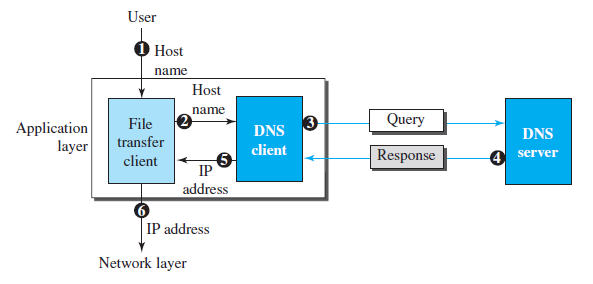 User
1 Host
name
Host
name
2
3
Query
Application
layer
File
transfer
client
DNS
client
DNS
server
Response
4
5
IP
address
6
IP address
Network layer